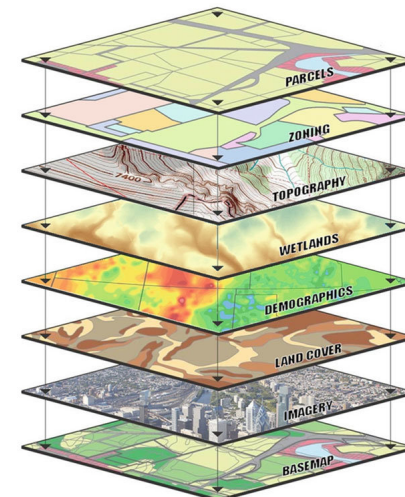 PARCELS
ZONING
7400
TOPOGRAPHY
WETLANDS
DEMOGRAPHICS
LAND COVER
IMAGERY
BASEMAP